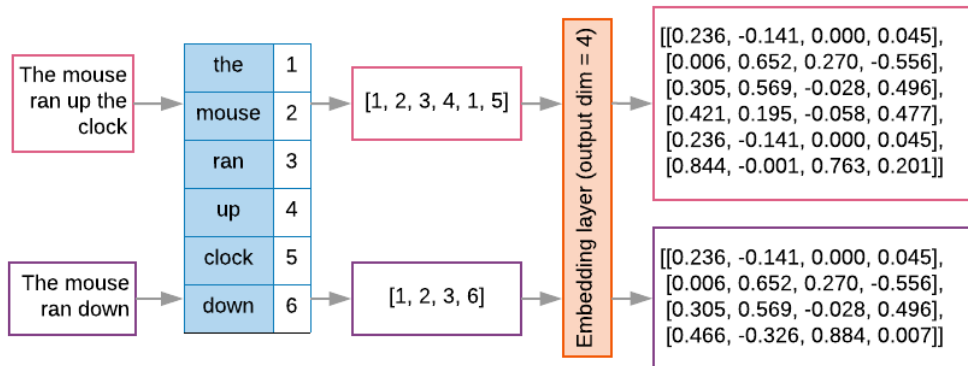 The mouse
ran up the
clock
the 1
mouse 2
ran 3
up 4
clock 5
down 6
[1, 2, 3, 4, 1, 5]
Embedding layer (output dim = 4)
[[0.236, -0.141, 0.000, 0.045],
[0.006, 0.652, 0.270, -0.556],
[0.305, 0.569, -0.028, 0.496],
[0.421, 0.195, -0.058, 0.477],
[0.236, -0.141, 0.000, 0.045],
[0.844, -0.001, 0.763, 0.201]]
The mouse
ran down
[1, 2, 3, 6]
[[0.236, -0.141, 0.000, 0.045],
[0.006, 0.652, 0.270, -0.556],
[0.305, 0.569, -0.028, 0.496],
[0.466, -0.326, 0.884, 0.007]]